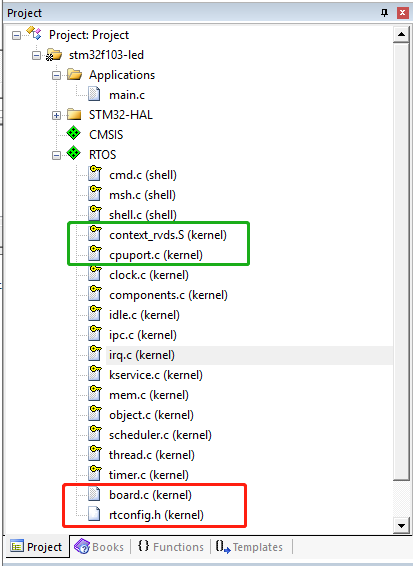 Project
Project: Project
stm32f103-led
Applications
main.c
STM32-HAL
CMSIS
RTOS
cmd.c (shell)
msh.c (shell)
shell.c (shell)
context_rvds.S (kernel)
cpuport.c (kernel)
clock.c (kernel)
components.c (kernel)
idle.c (kernel)
ipc.c (kernel)
irq.c (kernel)
kservice.c (kernel)
mem.c (kernel)
object.c (kernel)
scheduler.c (kernel)
thread.c (kernel)
timer.c (kernel)
board.c (kernel)
rtconfig.h (kernel)
Project Books {} Functions 0 Templates